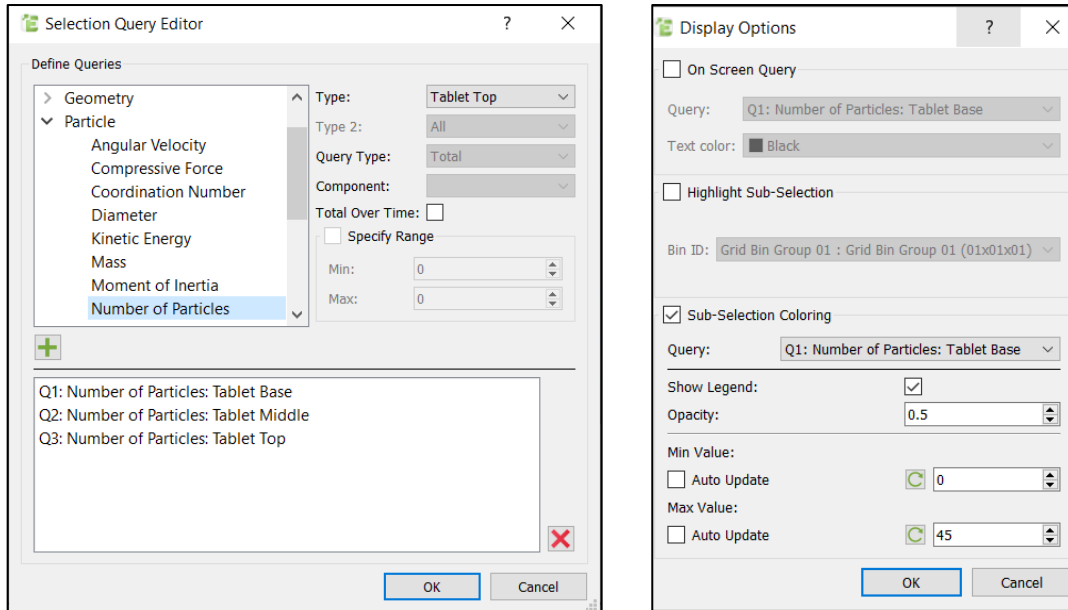 Selection Query Editor
Define Queries
Geometry
Particle
Angular Velocity
Compressive Force
Coordination Number
Diameter
Kinetic Energy
Mass
Moment of Inertia
Number of Particles
Type: Tablet Top
Type 2: All
Query Type: Total
Component:
Total Over Time:
Specify Range
Min: 0
Max: 0
Q1: Number of Particles: Tablet Base
Q2: Number of Particles: Tablet Middle
Q3: Number of Particles: Tablet Top
OK Cancel
Display Options
On Screen Query
Query: Q1: Number of Particles: Tablet Base
Text color: Black
Highlight Sub-Selection
Bin ID: Grid Bin Group 01 : Grid Bin Group 01 (01x01x01)
Sub-Selection Coloring
Query: Q1: Number of Particles: Tablet Base
Show Legend:
Opacity: 0.5
Min Value:
Auto Update 0
Max Value:
Auto Update 45
OK Cancel